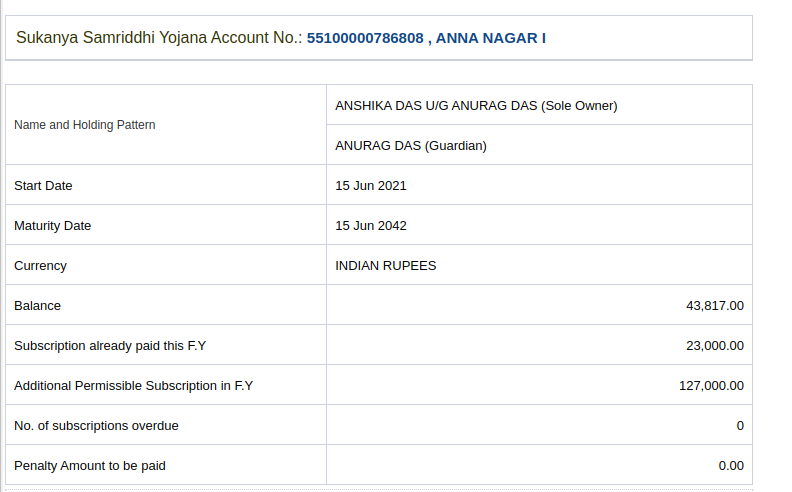 Sukanya Samriddhi Yojana Account No.: 55100000786808 , ANNA NAGAR I
Name and Holding Pattern
ANSHIKA DAS U/G ANURAG DAS (Sole Owner)
ANURAG DAS (Guardian)
Start Date 15 Jun 2021
Maturity Date 15 Jun 2042
Currency INDIAN RUPEES
Balance 43,817.00
Subscription already paid this F.Y 23,000.00
Additional Permissible Subscription in F.Y 127,000.00
No. of subscriptions overdue 0
Penalty Amount to be paid 0.00